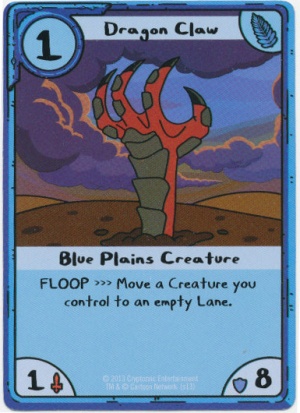 1
Dragon Claw
Blue Plains Creature
FLOOP >>> Move a Creature you
control to an empty Lane.
© 2013 Cryptozoic Entertainment
TM & © Cartoon Network (s13)
1
8